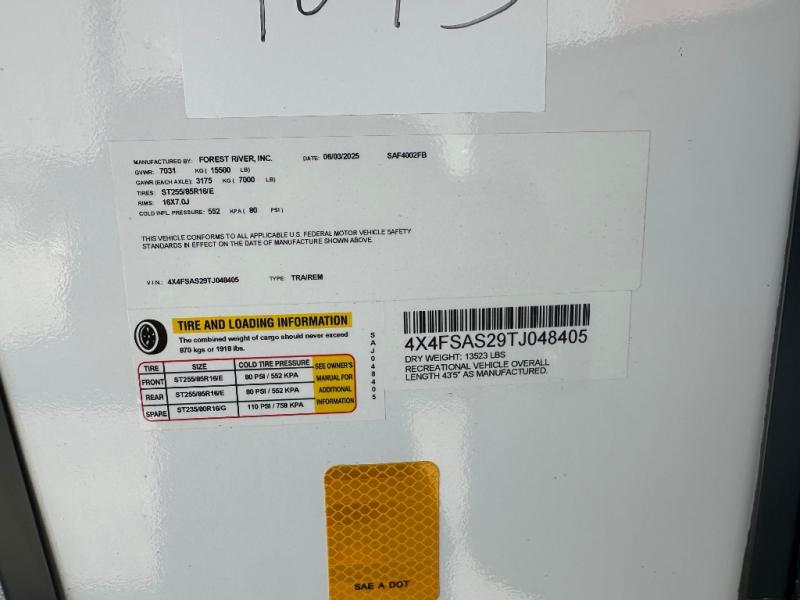 MANUFACTURED BY: FOREST RIVER, INC. DATE: 06/03/2025 SAF4002FB
GVWR: 7031 KG ( 15500 LB)
GAWR (EACH AXLE): 3175 KG ( 7000 LB)
TIRES: ST255/85R16/E
RIMS: 16X7.0J
COLD INFL. PRESSURE: 552 KPA ( 80 PSI)
THIS VEHICLE CONFORMS TO ALL APPLICABLE U.S. FEDERAL MOTOR VEHICLE SAFETY
STANDARDS IN EFFECT ON THE DATE OF MANUFACTURE SHOWN ABOVE.
V.I.N.: 4X4FSAS29TJ048405 TYPE: TRA/REM
TIRE AND LOADING INFORMATION
The combined weight of cargo should never exceed
870 kgs or 1918 lbs.
TIRE SIZE COLD TIRE PRESSURE SEE OWNER'S
FRONT ST255/85R16/E 80 PSI / 552 KPA MANUAL FOR
REAR ST255/85R16/E 80 PSI / 552 KPA ADDITIONAL
SPARE ST235/80R16/G 110 PSI / 758 KPA INFORMATION
SAJ048405
4X4FSAS29TJ048405
DRY WEIGHT: 13523 LBS
RECREATIONAL VEHICLE OVERALL
LENGTH 43'5" AS MANUFACTURED.
SAE A DOT